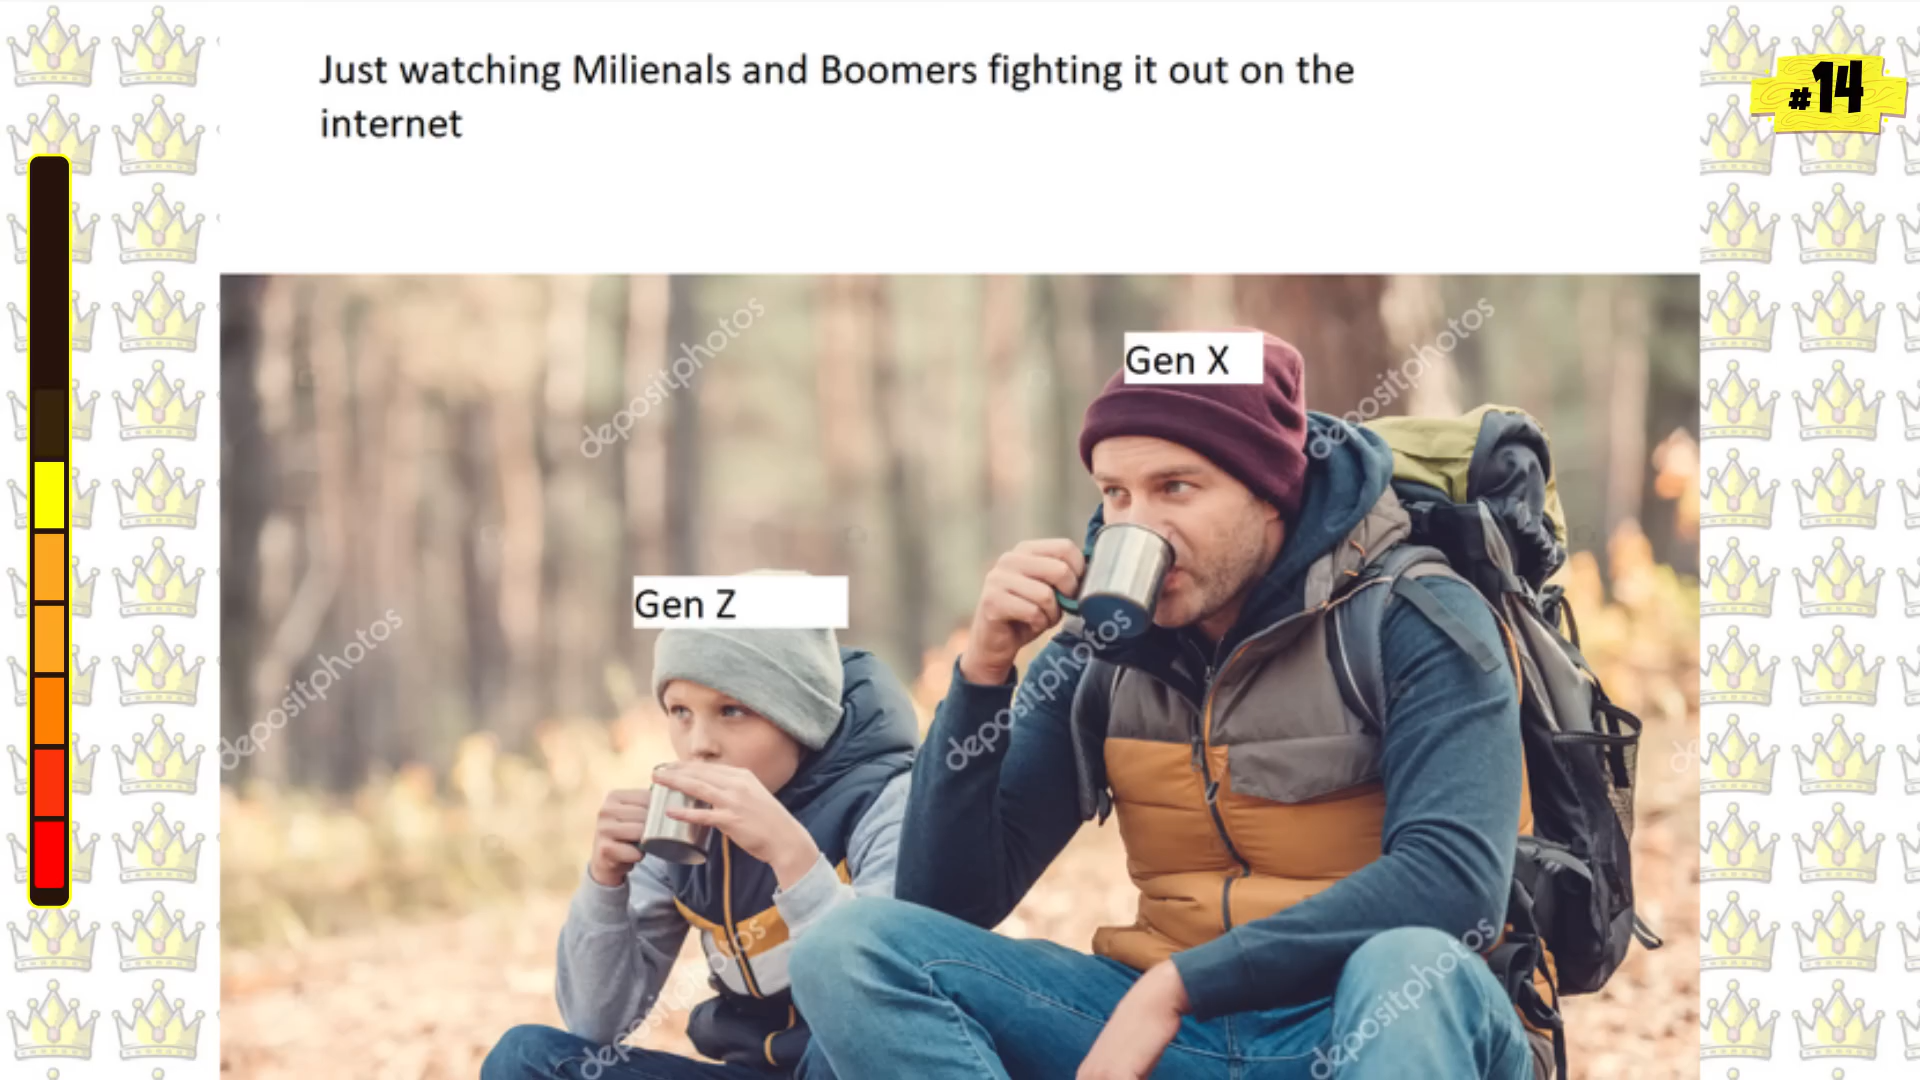 Just watching Milienals and Boomers fighting it out on the
internet
#14
Gen X
Gen Z
depositphotos
depositphotos
depositphotos
depositphotos
depositphotos
depositphotos